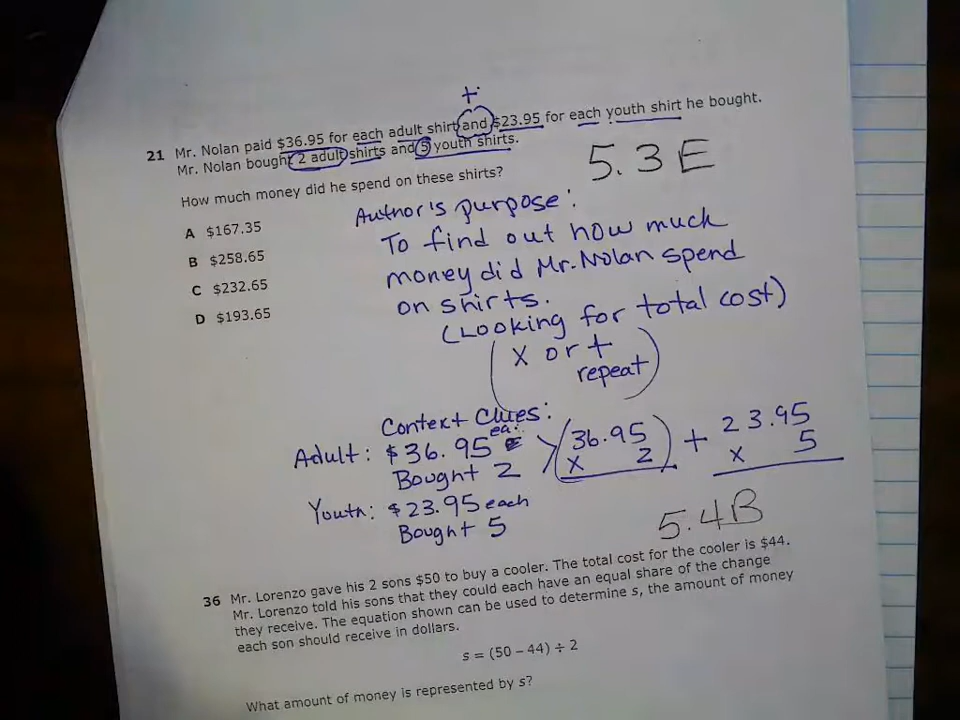 +
21 Mr. Nolan paid $36.95 for each adult shirt and $23.95 for each youth shirt he bought.
Mr. Nolan bought 2 adult shirts and 5 youth shirts.
5.3E
How much money did he spend on these shirts?
A $167.35
B $258.65
C $232.65
D $193.65
Author's purpose:
To find out how much
money did Mr. Nolan spend
on shirts.
(Looking for total cost)
(x or +
repeat)
Context Clues:
Adult: $36.95 ea.
Bought 2
Youth: $23.95 each
Bought 5
(36.95
x 2)
+
23.95
x 5
5.4B
36 Mr. Lorenzo gave his 2 sons $50 to buy a cooler. The total cost for the cooler is $44.
Mr. Lorenzo told his sons that they could each have an equal share of the change
they receive. The equation shown can be used to determine s, the amount of money
each son should receive in dollars.
s = (50 – 44) ÷ 2
What amount of money is represented by s?